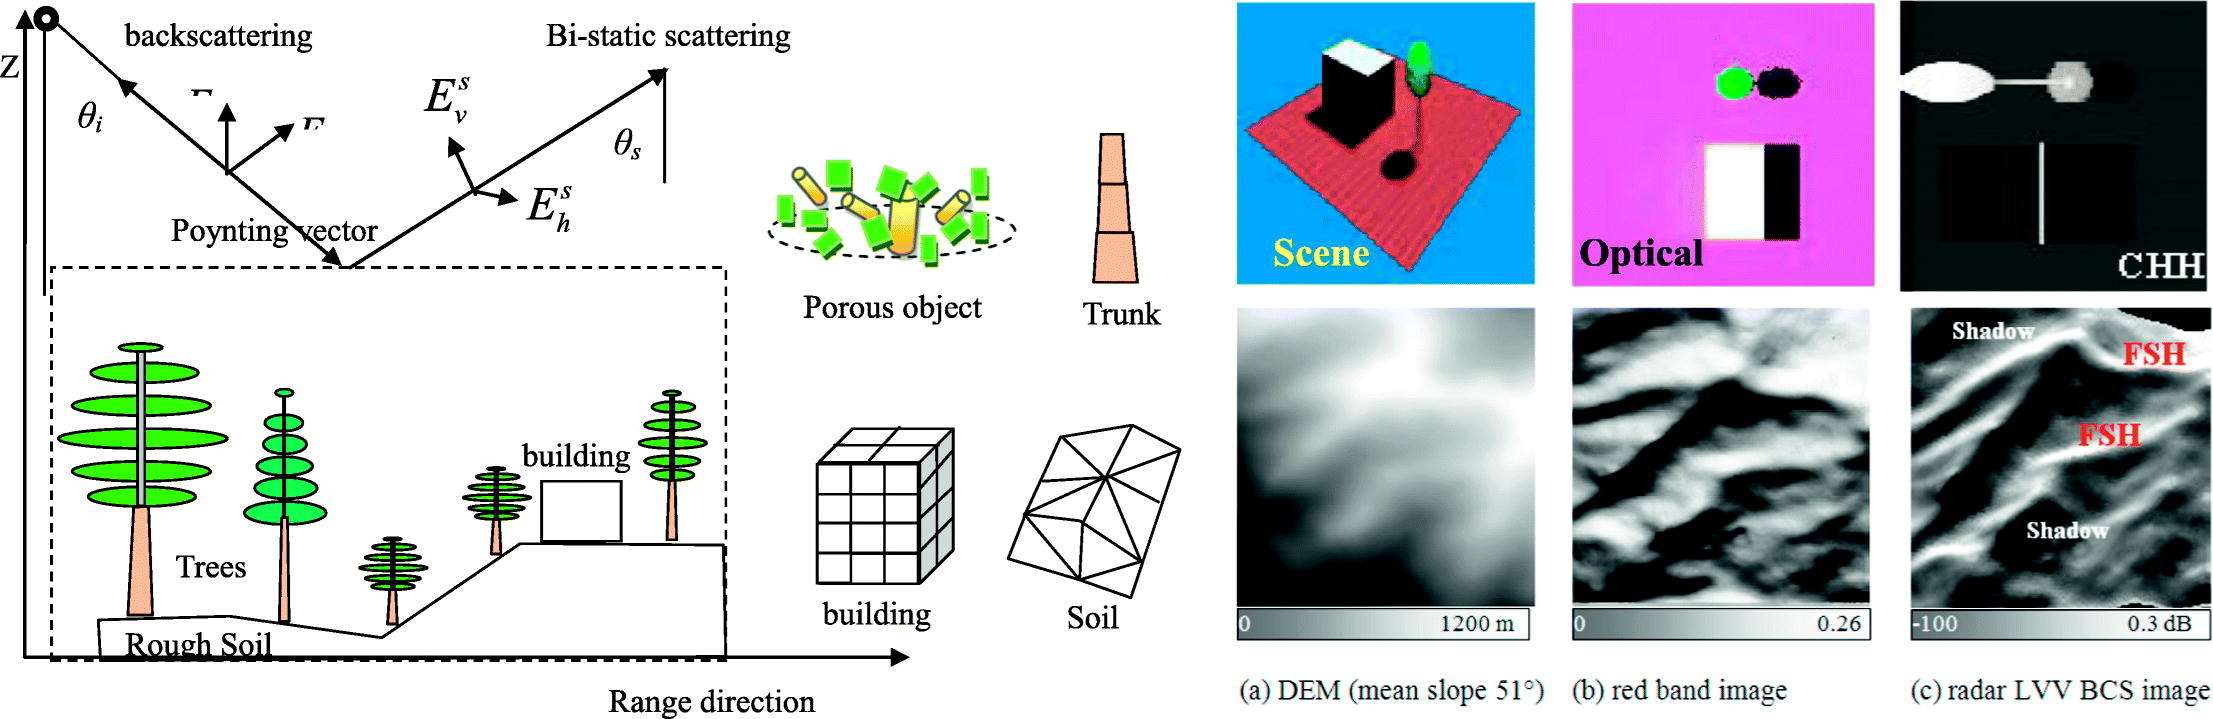 Z
backscattering
Bi-static scattering
θi
E_v^s
E_h^s
θs
Poynting vector
Trees
building
Rough Soil
Range direction
Porous object
Trunk
building
Soil
Scene
Optical
CHH
Shadow
FSH
FSH
Shadow
0 1200 m
0 0.26
-100 0.3 dB
(a) DEM (mean slope 51°)
(b) red band image
(c) radar LVV BCS image